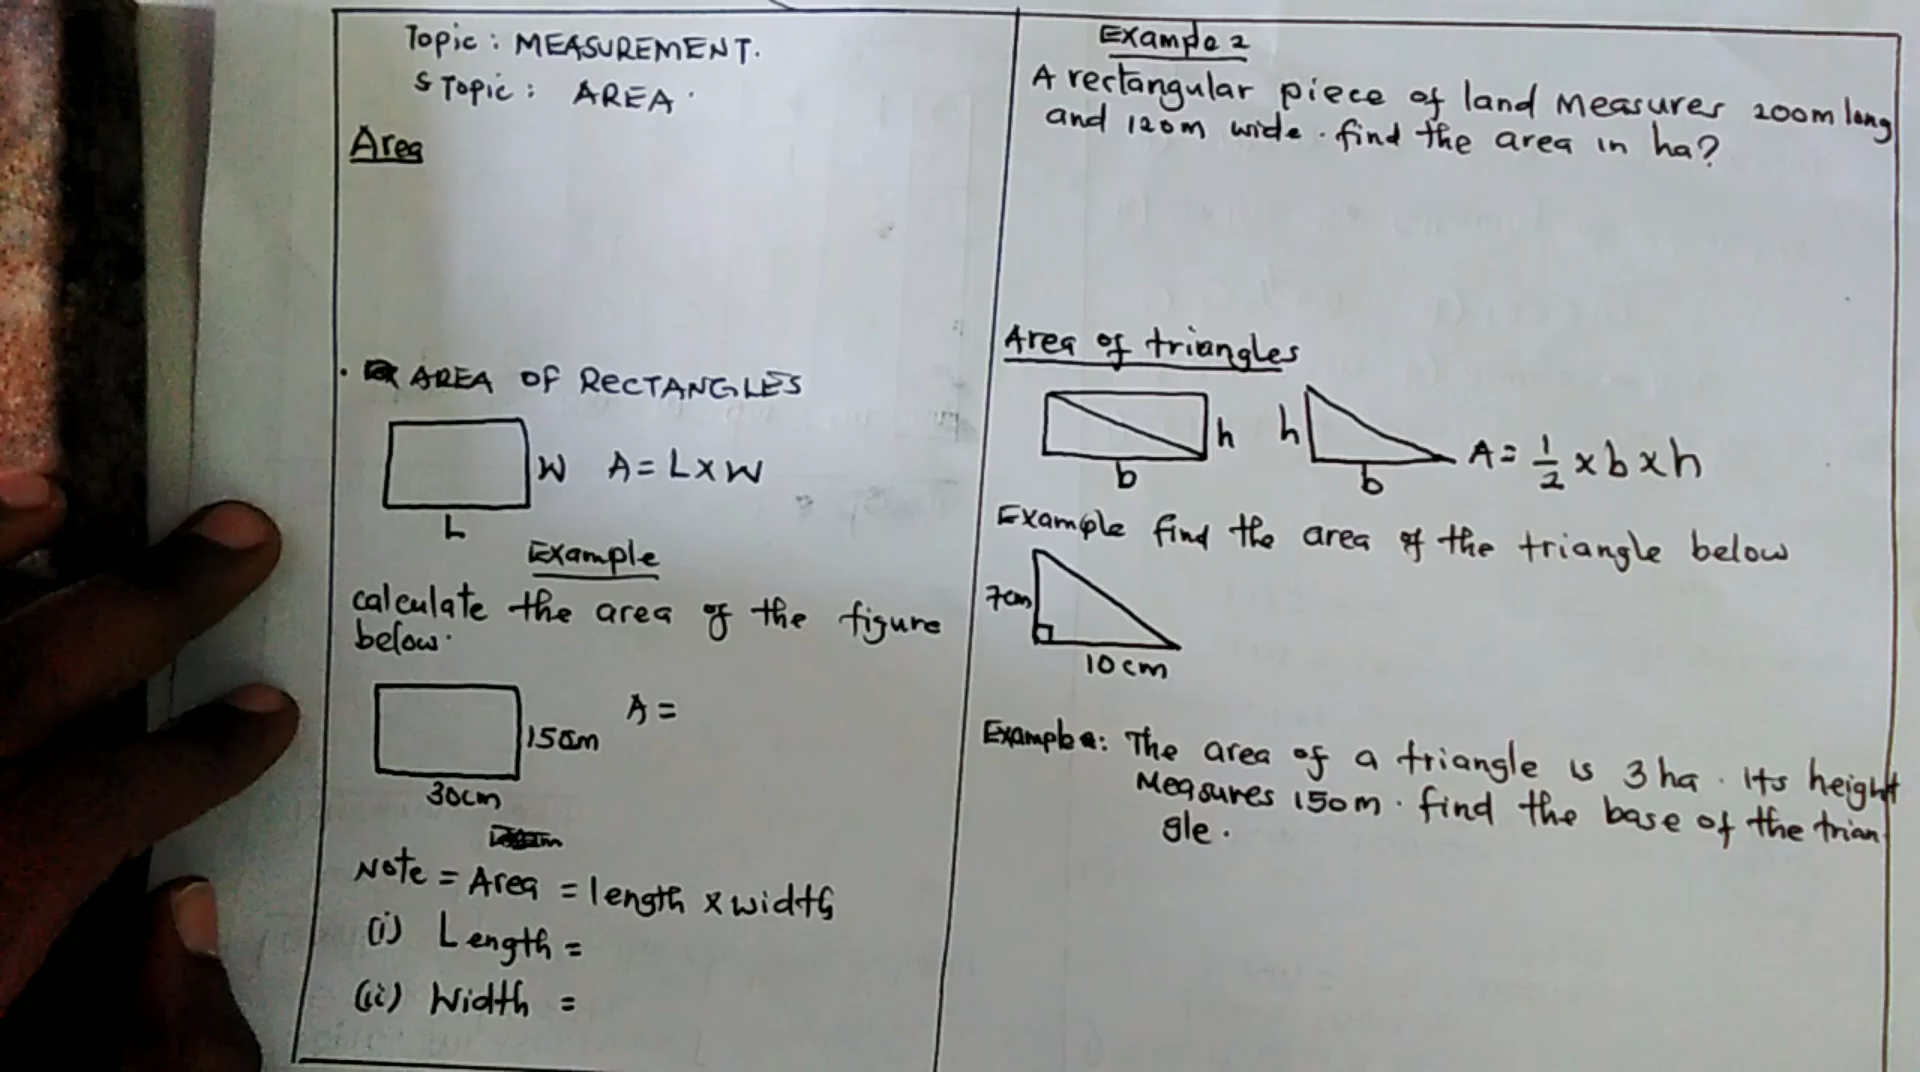 Topic: MEASUREMENT.
S Topic: AREA.
Area
AREA OF RECTANGLES
W A = L x W
L
Example
calculate the area of the figure
below.
A =
15cm
30cm
Note = Area = length x width
(i) Length =
(ii) Width =
Example 2
A rectangular piece of land measures 200m long
and 120m wide. find the area in ha?
Area of triangles
h h A = 1/2 x b x h
b b
Example find the area of the triangle below
7cm
10cm
Example: The area of a triangle is 3 ha. Its height
measures 150m. find the base of the trian
gle.